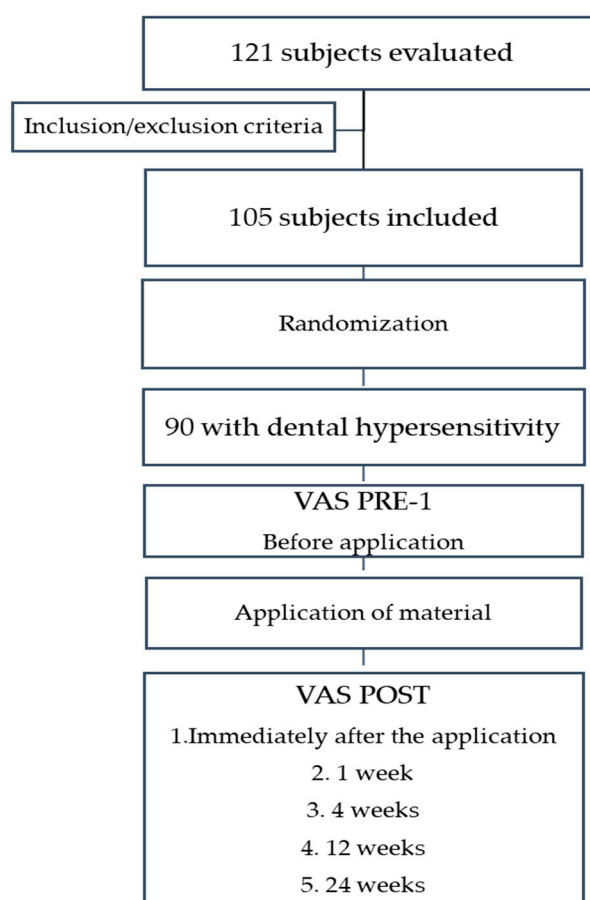 121 subjects evaluated
Inclusion/exclusion criteria
105 subjects included
Randomization
90 with dental hypersensitivity
VAS PRE-1
Before application
Application of material
VAS POST
1.Immediately after the application
2. 1 week
3. 4 weeks
4. 12 weeks
5. 24 weeks